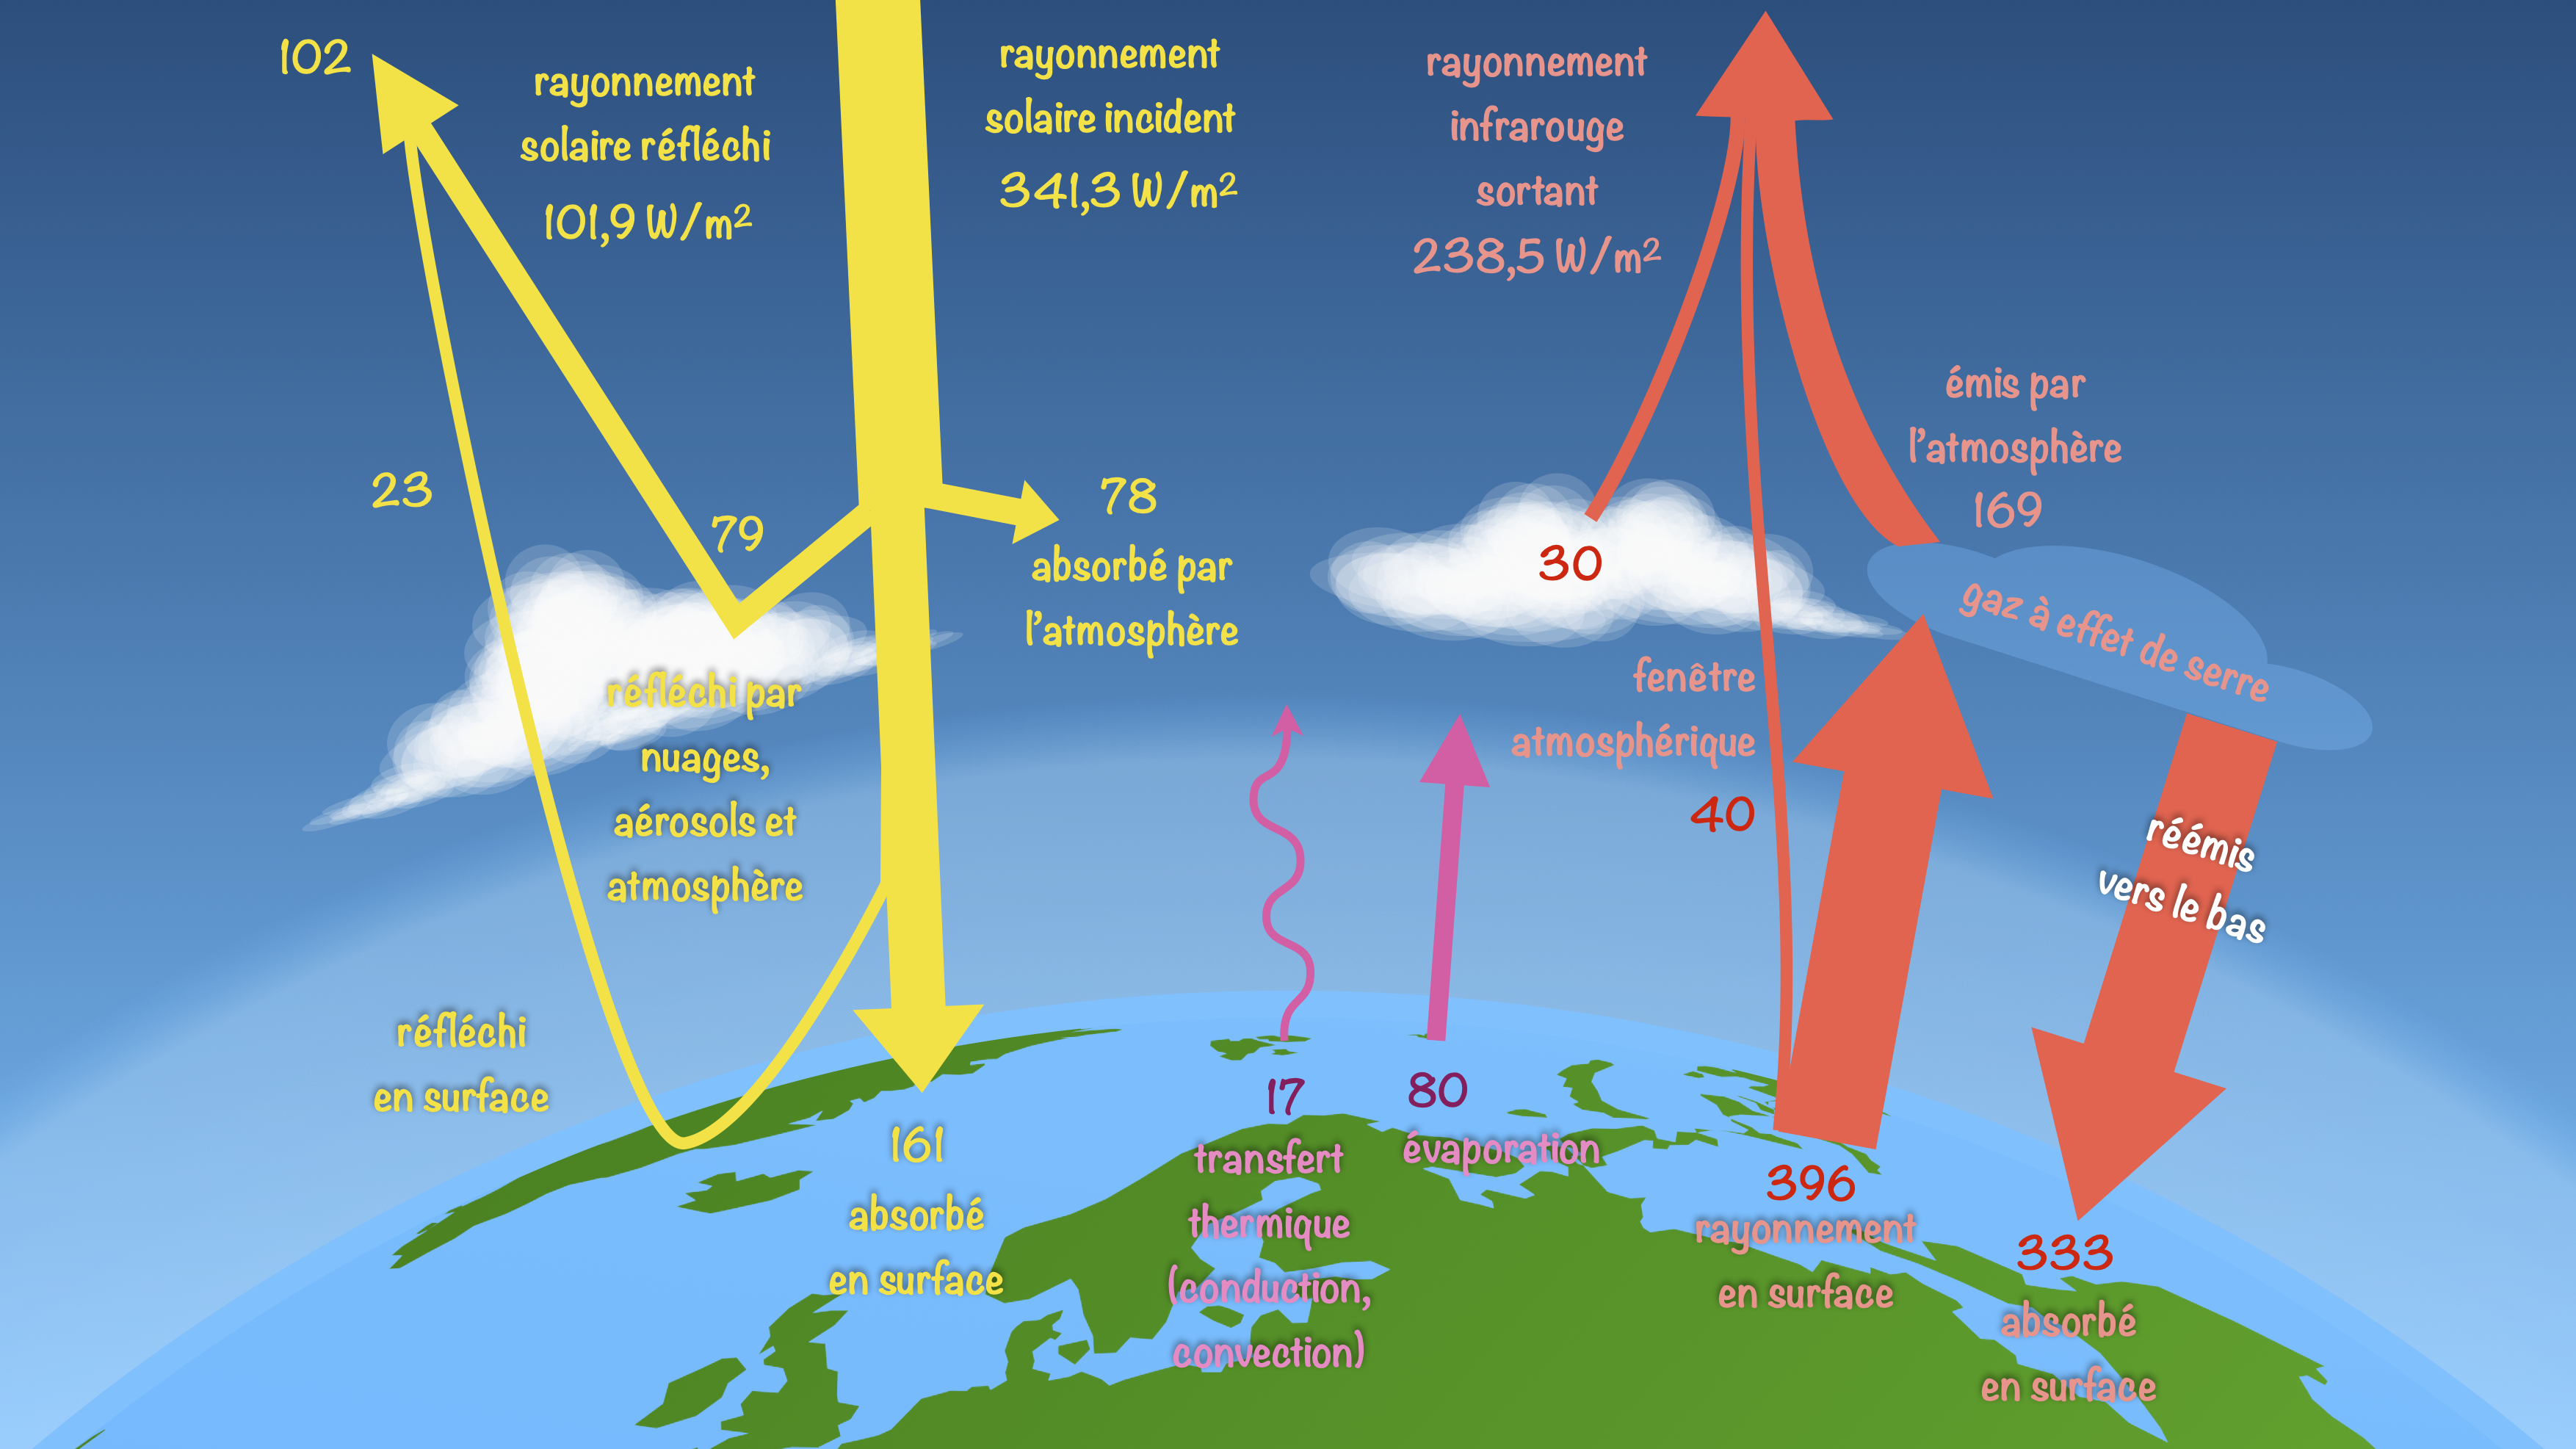 102
rayonnement
solaire réfléchi
101,9 W/m²
rayonnement
solaire incident
341,3 W/m²
rayonnement
infrarouge
sortant
238,5 W/m²
23
79
78
absorbé par
l'atmosphère
réfléchi par
nuages,
aérosols et
atmosphère
réfléchi
en surface
161
absorbé
en surface
17
transfert
thermique
(conduction,
convection)
80
évaporation
30
fenêtre
atmosphérique
40
émis par
l'atmosphère
169
gaz à effet de serre
réémis
vers le bas
396
rayonnement
en surface
333
absorbé
en surface